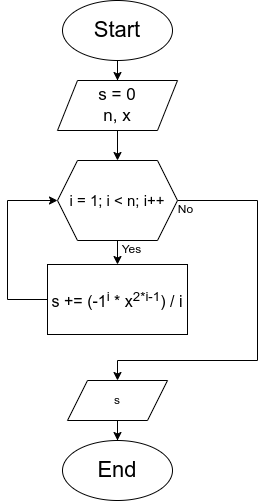 Start
s = 0
n, x
i = 1; i < n; i++
No
Yes
s += (-1^i * x^2*i-1) / i
s
End